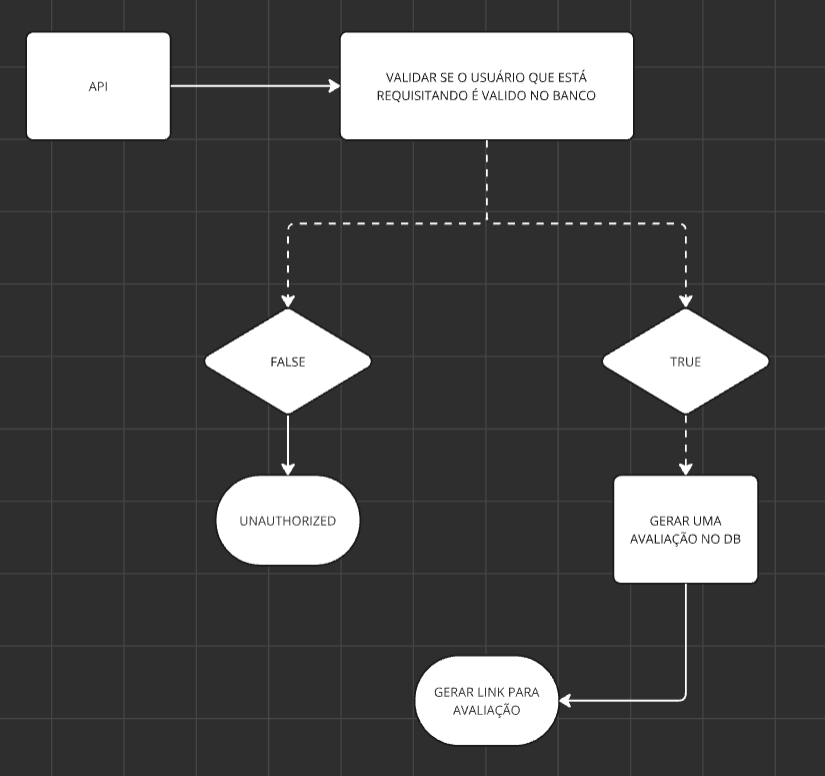 API
VALIDAR SE O USUÁRIO QUE ESTÁ
REQUISITANDO É VALIDO NO BANCO
FALSE
TRUE
UNAUTHORIZED
GERAR UMA
AVALIAÇÃO NO DB
GERAR LINK PARA
AVALIAÇÃO